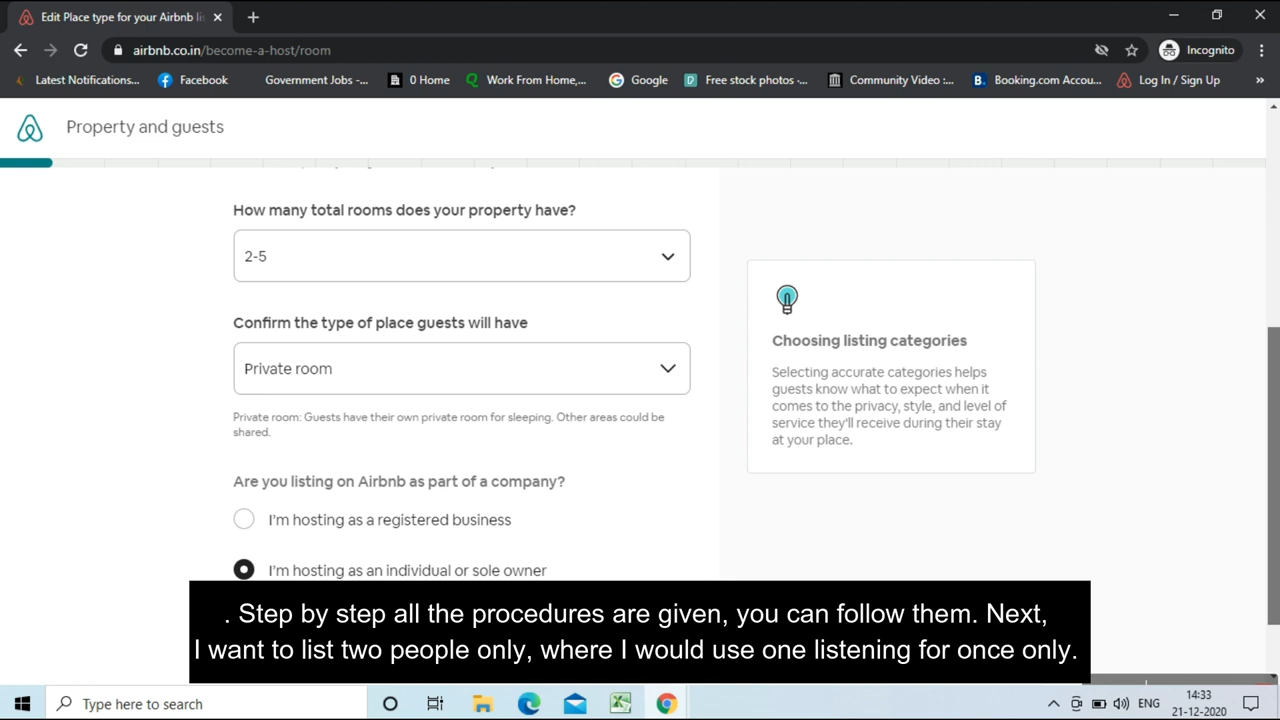 Edit Place type for your Airbnb li
airbnb.co.in/become-a-host/room
Incognito
Latest Notifications...
Facebook
Government Jobs -...
0 Home
Work From Home,...
Google
Free stock photos -...
Community Video :...
Booking.com Accou...
Log In / Sign Up
»
Property and guests
How many total rooms does your property have?
2-5
Confirm the type of place guests will have
Private room
Private room: Guests have their own private room for sleeping. Other areas could be
shared.
Are you listing on Airbnb as part of a company?
I'm hosting as a registered business
I'm hosting as an individual or sole owner
Choosing listing categories
Selecting accurate categories helps
guests know what to expect when it
comes to the privacy, style, and level of
service they'll receive during their stay
at your place.
. Step by step all the procedures are given, you can follow them. Next,
I want to list two people only, where I would use one listening for once only.
Type here to search
ENG
14:33
21-12-2020